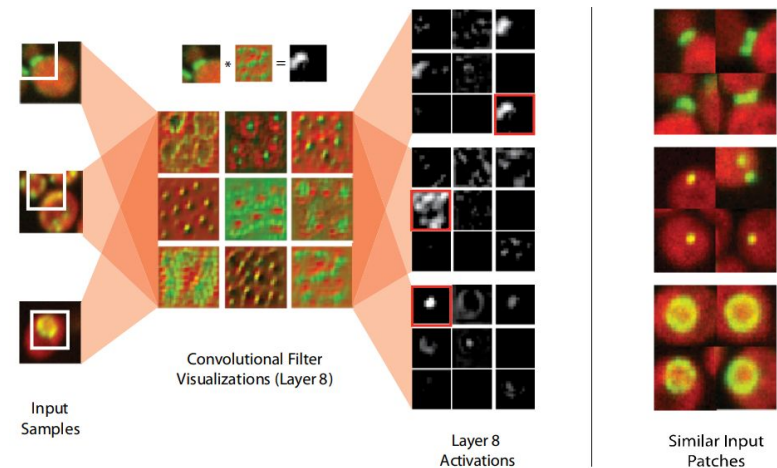 * =
Convolutional Filter
Visualizations (Layer 8)
Input
Samples
Layer 8
Activations
Similar Input
Patches